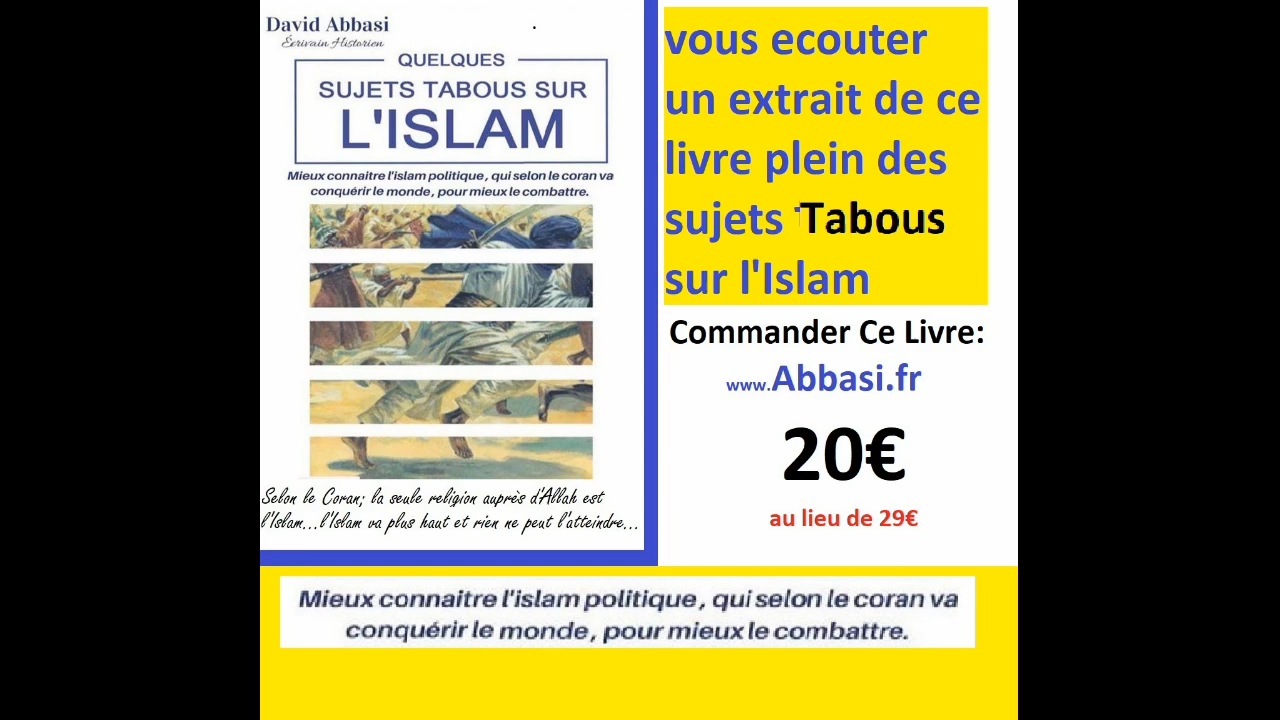 David Abbasi
Écrivain Historien
QUELQUES
SUJETS TABOUS SUR
L'ISLAM
Mieux connaitre l'islam politique, qui selon le coran va
conquérir le monde, pour mieux le combattre.
Selon le Coran; la seule religion auprès d'Allah est
l'Islam...l'Islam va plus haut et rien ne peut l'atteindre...
vous ecouter
un extrait de ce
livre plein des
sujets Tabous
sur l'Islam
Commander Ce Livre:
www.Abbasi.fr
20€
au lieu de 29€
Mieux connaitre l'islam politique, qui selon le coran va
conquérir le monde, pour mieux le combattre.